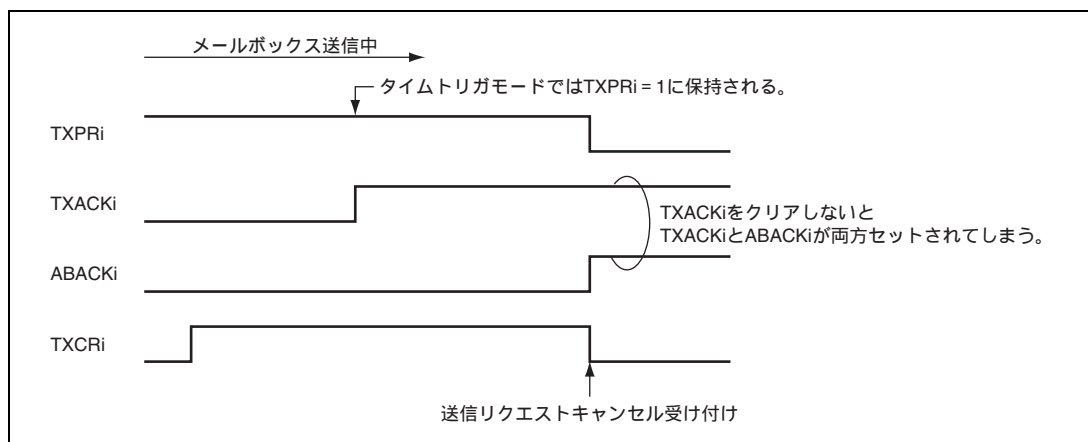 メールボックス送信中
タイムトリガモードではTXPRi = 1に保持される。
TXPRi
TXACKi
TXACKiをクリアしないと
TXACKiとABACKiが両方セットされてしまう。
ABACKi
TXCRi
送信リクエストキャンセル受け付け